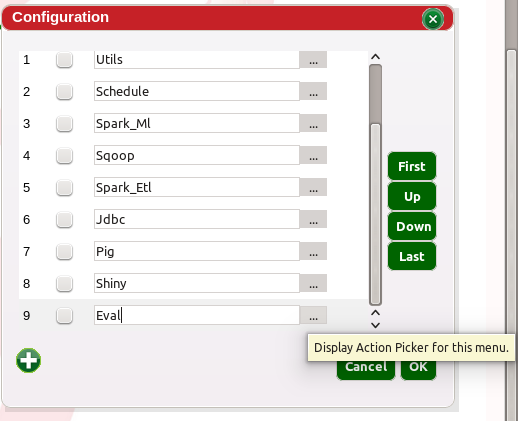 Configuration
1 Utils ...
2 Schedule ...
3 Spark_Ml ...
4 Sqoop ...
5 Spark_Etl ...
6 Jdbc ...
7 Pig ...
8 Shiny ...
9 Eval ...
First
Up
Down
Last
Display Action Picker for this menu.
Cancel OK